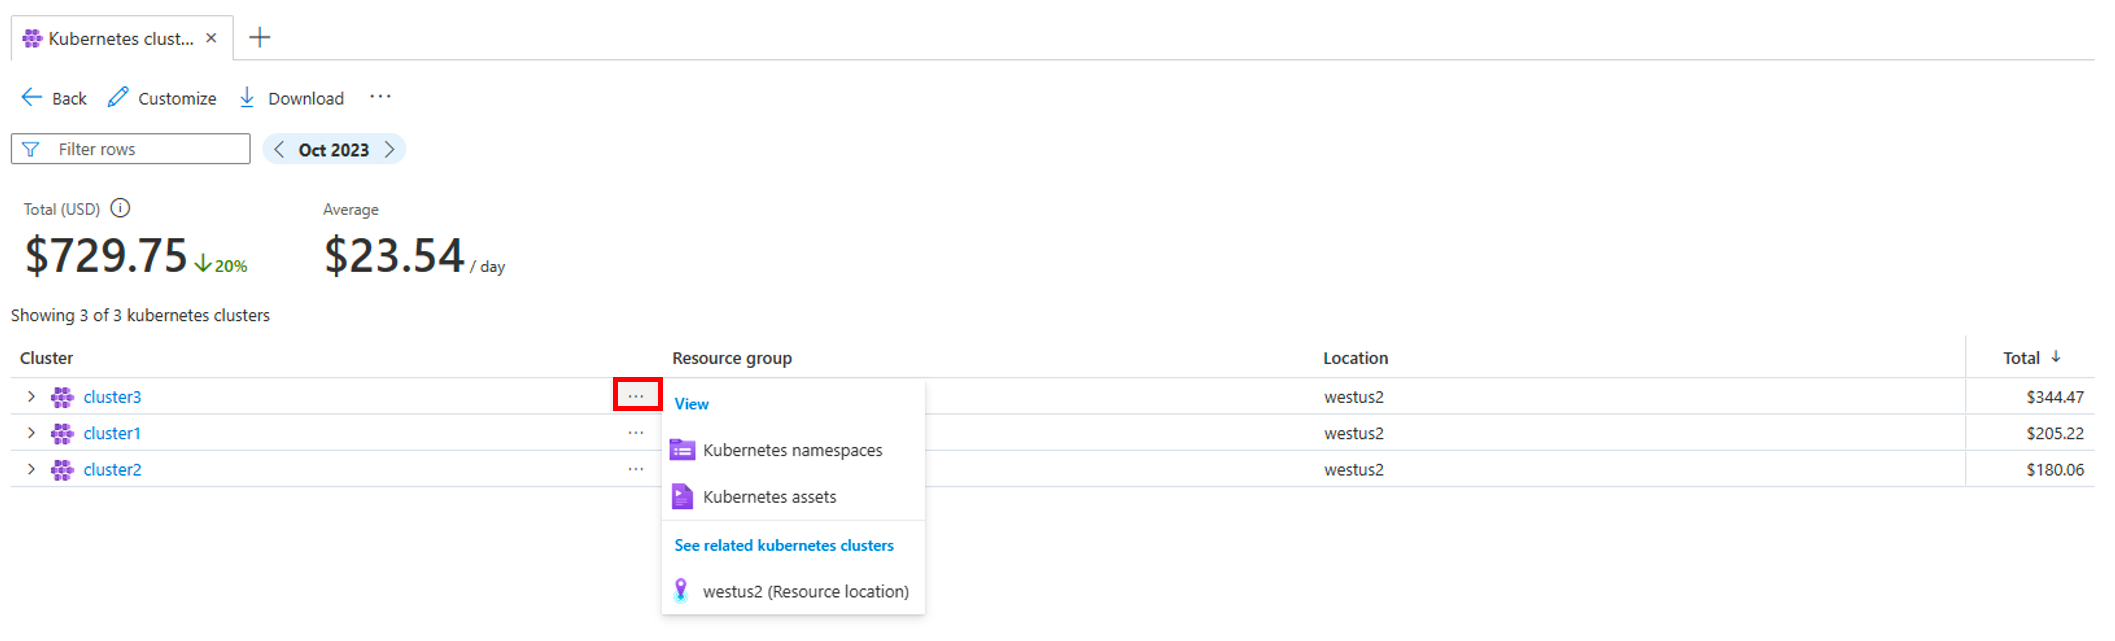 Kubernetes clust...
Back Customize Download ...
Filter rows Oct 2023
Total (USD) Average
$729.75 20% $23.54 / day
Showing 3 of 3 kubernetes clusters
Cluster Resource group Location Total
cluster3 ... westus2 $344.47
cluster1 ... westus2 $205.22
cluster2 ... westus2 $180.06
View
Kubernetes namespaces
Kubernetes assets
See related kubernetes clusters
westus2 (Resource location)